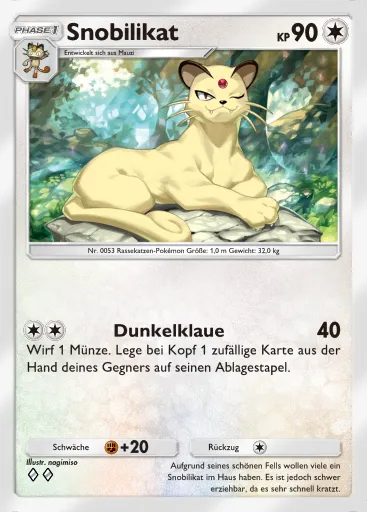 PHASE 1
Snobilikat
KP 90
Entwickelt sich aus Mauzi
Nr. 0053 Rassekatzen-Pokémon Größe: 1,0 m Gewicht: 32,0 kg
Dunkelklaue 40
Wirf 1 Münze. Lege bei Kopf 1 zufällige Karte aus der
Hand deines Gegners auf seinen Ablagestapel.
Schwäche +20 Rückzug
Illustr. nagimiso
Aufgrund seines schönen Fells wollen viele ein
Snobilikat im Haus haben. Es ist jedoch schwer
erziehbar, da es sehr schnell kratzt.